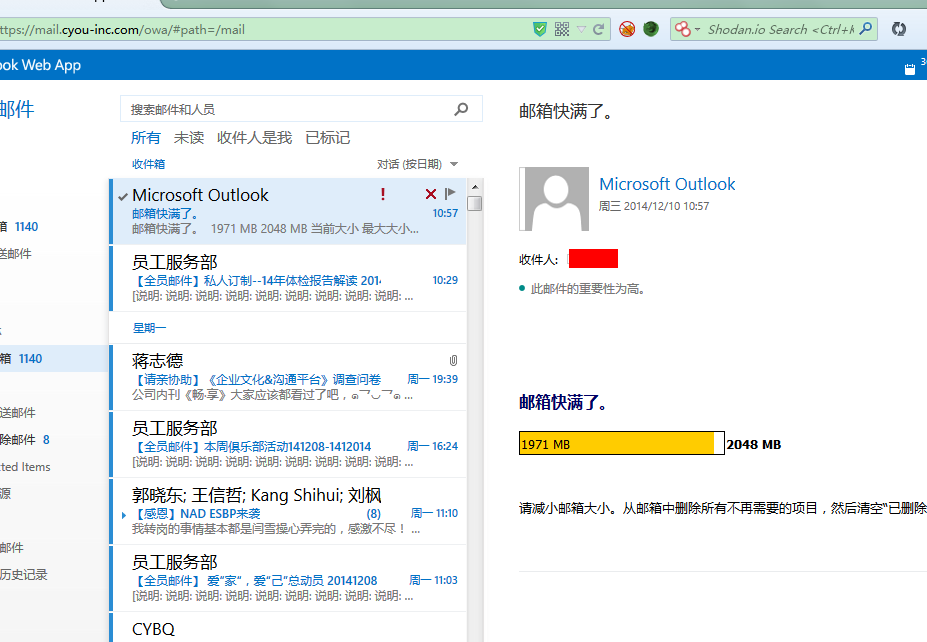 ttps://mail.cyou-inc.com/owa/#path=/mail
Shodan.io Search <Ctrl+K
ook Web App
邮件
搜索邮件和人员
所有 未读 收件人是我 已标记
收件箱 对话 (按日期)
箱 1140
送邮件
箱 1140
送邮件
除邮件 8
ted Items
源
邮件
历史记录
Microsoft Outlook
邮箱快满了。 10:57
邮箱快满了。 1971 MB 2048 MB 当前大小 最大大小...
员工服务部
【全员邮件】私人订制--14年体检报告解读 201 10:29
[说明: 说明: 说明: 说明: 说明: 说明: 说明: 说明: 说明: ...
星期一
蒋志德
【请亲协助】《企业文化&沟通平台》调查问卷 周一 19:39
公司内刊《畅·享》大家应该都看过了吧，๑乛◡乛๑ ...
员工服务部
【全员邮件】本周俱乐部活动141208-1412014 周一 16:24
[说明: 说明: 说明: 说明: 说明: 说明: 说明: 说明: 说明: ...
郭晓东; 王信哲; Kang Shihui; 刘枫
【感恩】NAD ESBP来袭 (8) 周一 11:10
我转岗的事情基本都是闫雪操心弄完的，感激不尽！ ...
员工服务部
【全员邮件】 爱“家”，爱“己”总动员 20141208 周一 11:03
[说明: 说明: 说明: 说明: 说明: 说明: 说明: 说明: 说明: ...
CYBQ
邮箱快满了。
Microsoft Outlook
周三 2014/12/10 10:57
收件人:
此邮件的重要性为高。
邮箱快满了。
1971 MB 2048 MB
请减小邮箱大小。从邮箱中删除所有不再需要的项目，然后清空“已删除